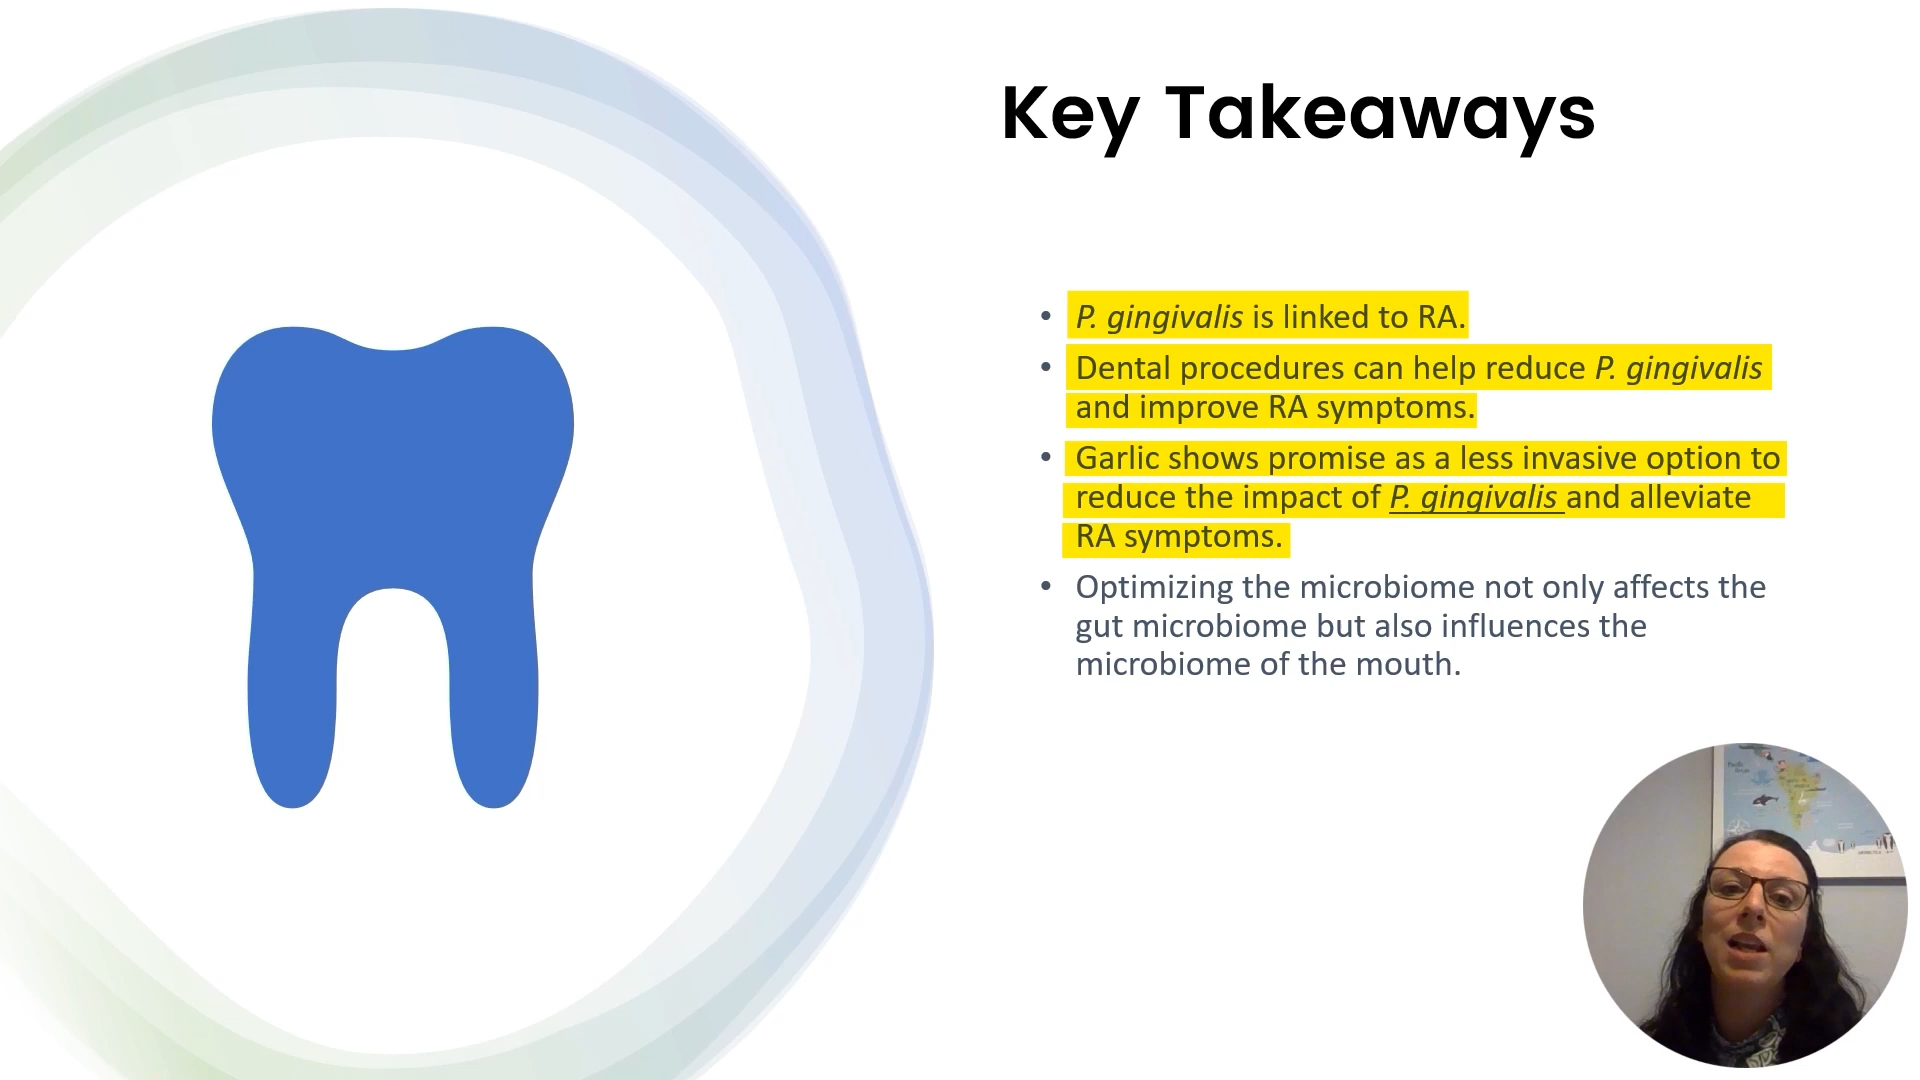 Key Takeaways
• P. gingivalis is linked to RA.
• Dental procedures can help reduce P. gingivalis
and improve RA symptoms.
• Garlic shows promise as a less invasive option to
reduce the impact of P. gingivalis and alleviate
RA symptoms.
• Optimizing the microbiome not only affects the
gut microbiome but also influences the
microbiome of the mouth.